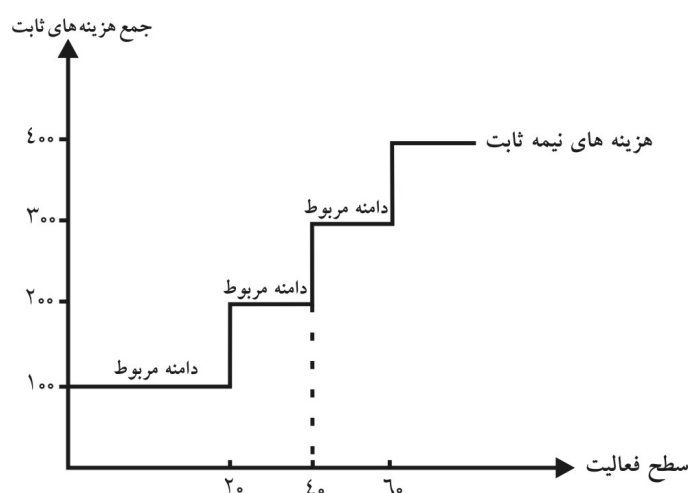 جمع هزینه‌های ثابت
۴۰۰
هزینه های نیمه ثابت
دامنه مربوط
۳۰۰
دامنه مربوط
۲۰۰
دامنه مربوط
۱۰۰
سطح فعالیت
۲۰
۴۰
۶۰